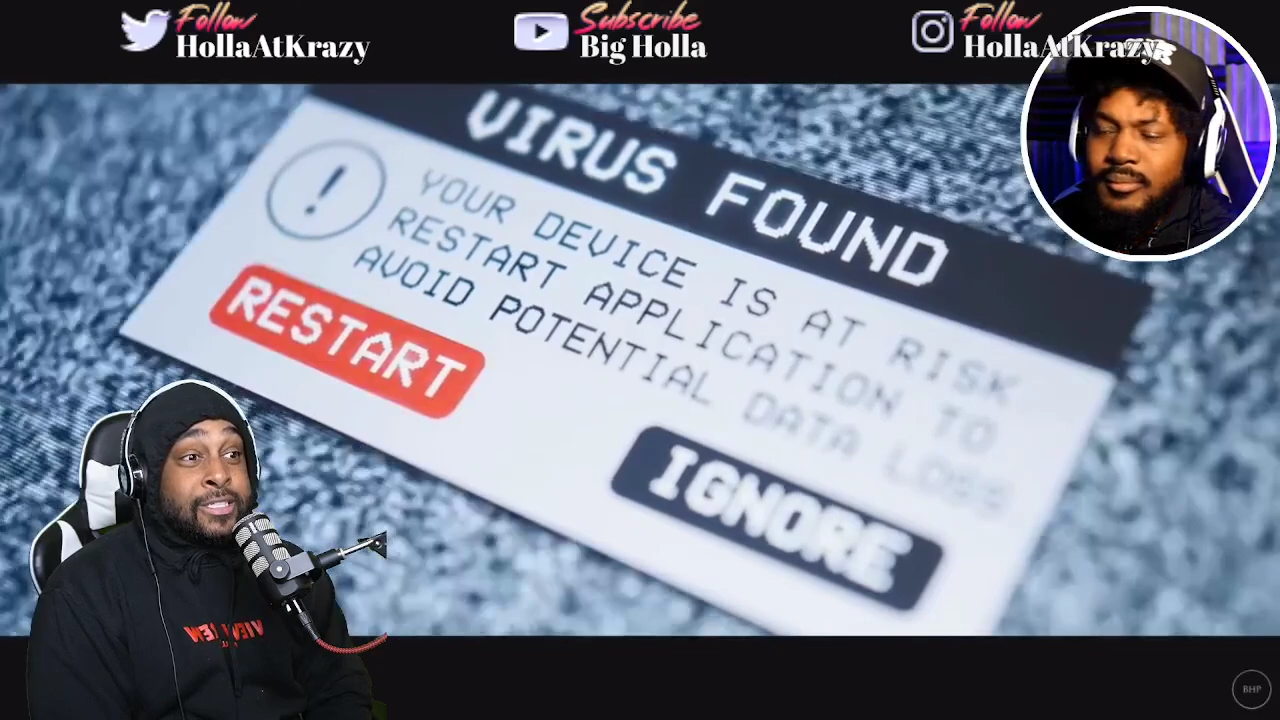 Follow
HollaAtKrazy
Subscribe
Big Holla
Follow
HollaAtKrazy
VIRUS FOUND
!
YOUR DEVICE IS AT RISK
RESTART APPLICATION TO
AVOID POTENTIAL DATA LOSS
RESTART
IGNORE
BHP